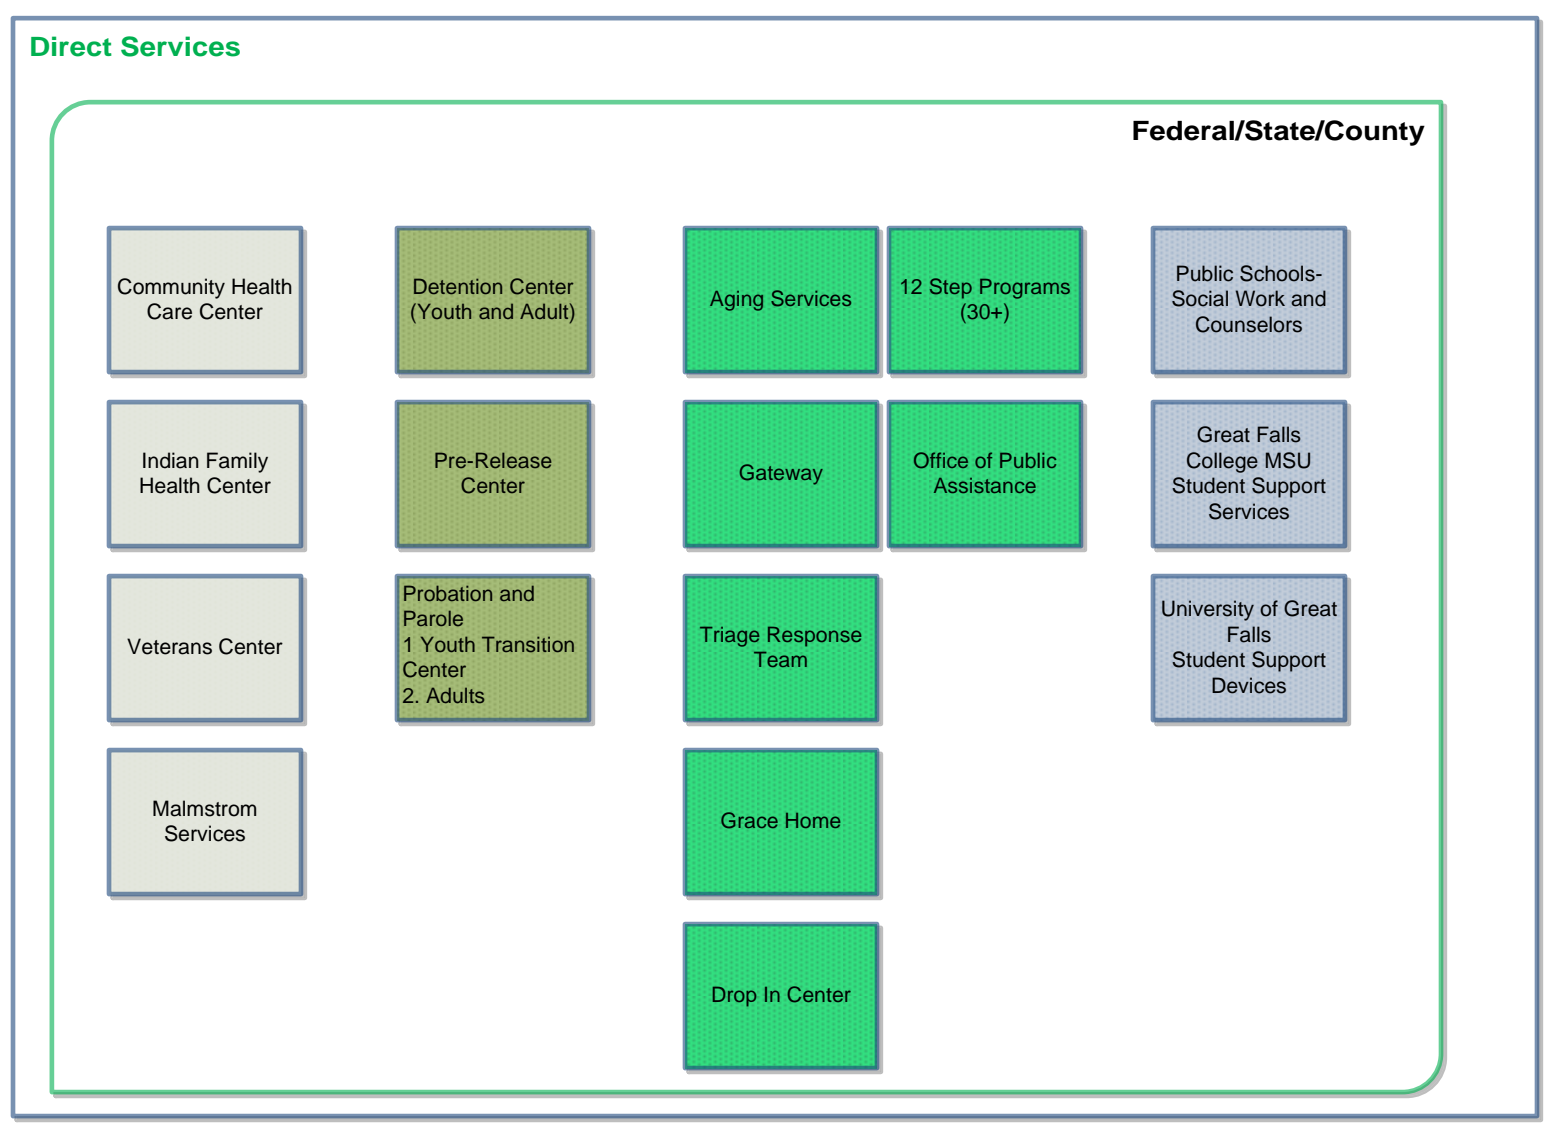 Direct Services
Federal/State/County
Community Health
Care Center
Detention Center
(Youth and Adult)
Aging Services
12 Step Programs
(30+)
Public Schools-
Social Work and
Counselors
Indian Family
Health Center
Pre-Release
Center
Gateway
Office of Public
Assistance
Great Falls
College MSU
Student Support
Services
Veterans Center
Probation and
Parole
1 Youth Transition
Center
2. Adults
Triage Response
Team
University of Great
Falls
Student Support
Devices
Malmstrom
Services
Grace Home
Drop In Center